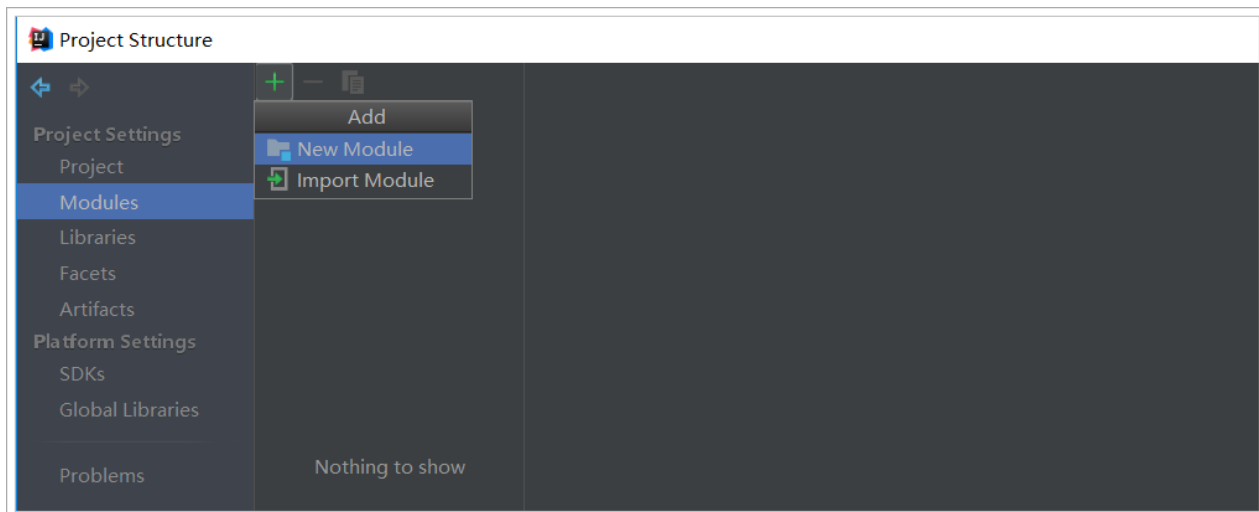 Project Structure
Project Settings
Project
Modules
Libraries
Facets
Artifacts
Platform Settings
SDKs
Global Libraries
Problems
Add
New Module
Import Module
Nothing to show